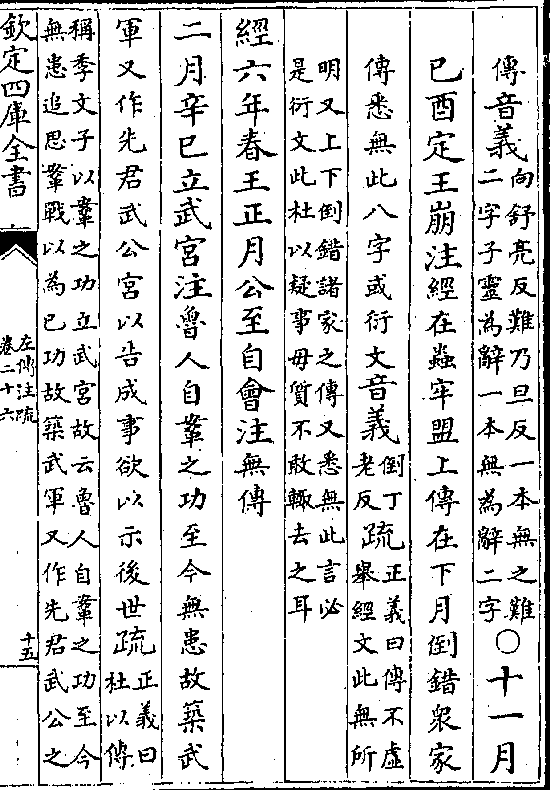 傳音義向舒亮反難乃旦反一本無之難二字子靈為辭一本無為辭二字○十一月
己酉定王崩注經在蟲牢盟上傳在下月倒錯衆家
傳悉無此八字或衍文音義倒丁老反疏正義曰傳不虛舉經文此無所
明又上下倒錯諸家之傳又悉無此言必是衍文此杜以疑事毋質不敢輙去之耳
經六年春王正月公至自會注無傳
二月辛巳立武宮注魯人自鞌之功至今無患故築武
軍又作先君武公宮以告成事欲以示後世疏正義曰杜以傳
稱季文子以鞌之功立武宮故云魯人自鞌之功至今無患追思鞌戰以為已功故築武軍又作先君武公之
欽定四庫全書
左傳注疏
卷二十六
十五